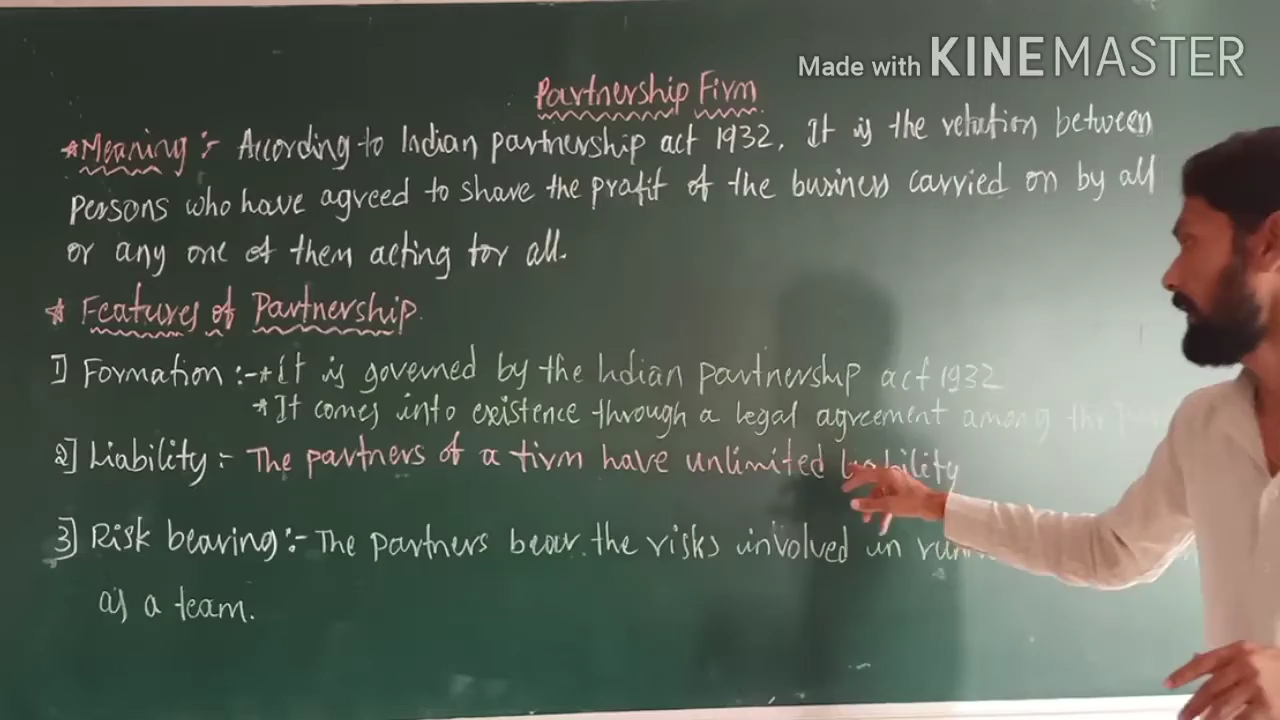 Made with KINEMASTER
Partnership Firm
* Meaning :- According to Indian partnership act 1932, It is the relation between
persons who have agreed to share the profit of the business carried on by all
or any one of them acting for all.
* Features of Partnership.
1] Formation :- * it is governed by the Indian partnership act 1932
* It comes into existence through a legal agreement among the
2] Liability :- The partners of a firm have unlimited liability
3] Risk bearing :- The partners bear the risks involved in
as a team.